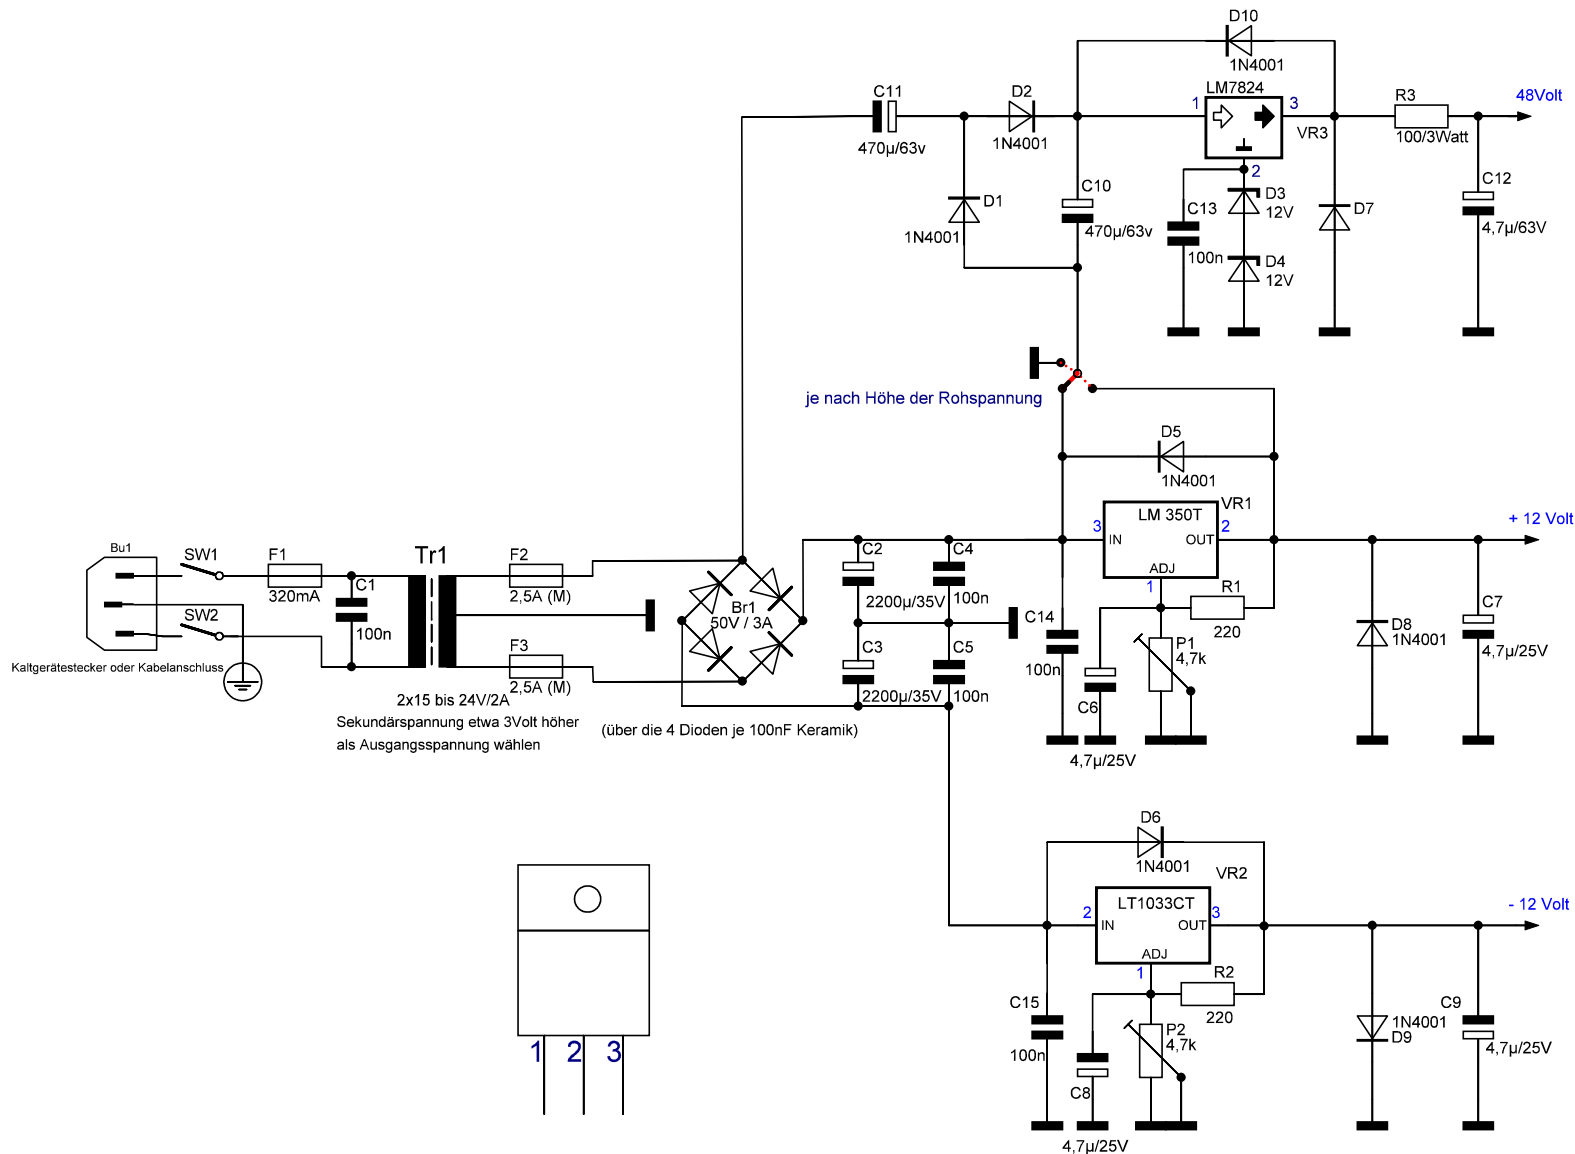 D10
1N4001
C11
470µ/63v
D2
1N4001
LM7824
1
3
VR3
2
R3
100/3Watt
48Volt
D1
1N4001
C10
470µ/63v
C13
100n
D3
12V
D4
12V
D7
C12
4,7µ/63V
je nach Höhe der Rohspannung
D5
1N4001
VR1
LM 350T
3
IN
OUT
2
ADJ
1
+ 12 Volt
Bu1
SW1
SW2
F1
320mA
C1
100n
Tr1
F2
2,5A (M)
F3
2,5A (M)
Br1
50V / 3A
C2
2200µ/35V
C4
100n
C3
2200µ/35V
C5
100n
C14
100n
R1
220
P1
4,7k
C6
4,7µ/25V
D8
1N4001
C7
4,7µ/25V
Kaltgerätestecker oder Kabelanschluss
2x15 bis 24V/2A
Sekundärspannung etwa 3Volt höher
als Ausgangsspannung wählen
(über die 4 Dioden je 100nF Keramik)
D6
1N4001
VR2
LT1033CT
2
IN
OUT
3
ADJ
1
- 12 Volt
C15
100n
R2
220
P2
4,7k
C8
4,7µ/25V
1N4001
D9
C9
4,7µ/25V
1 2 3